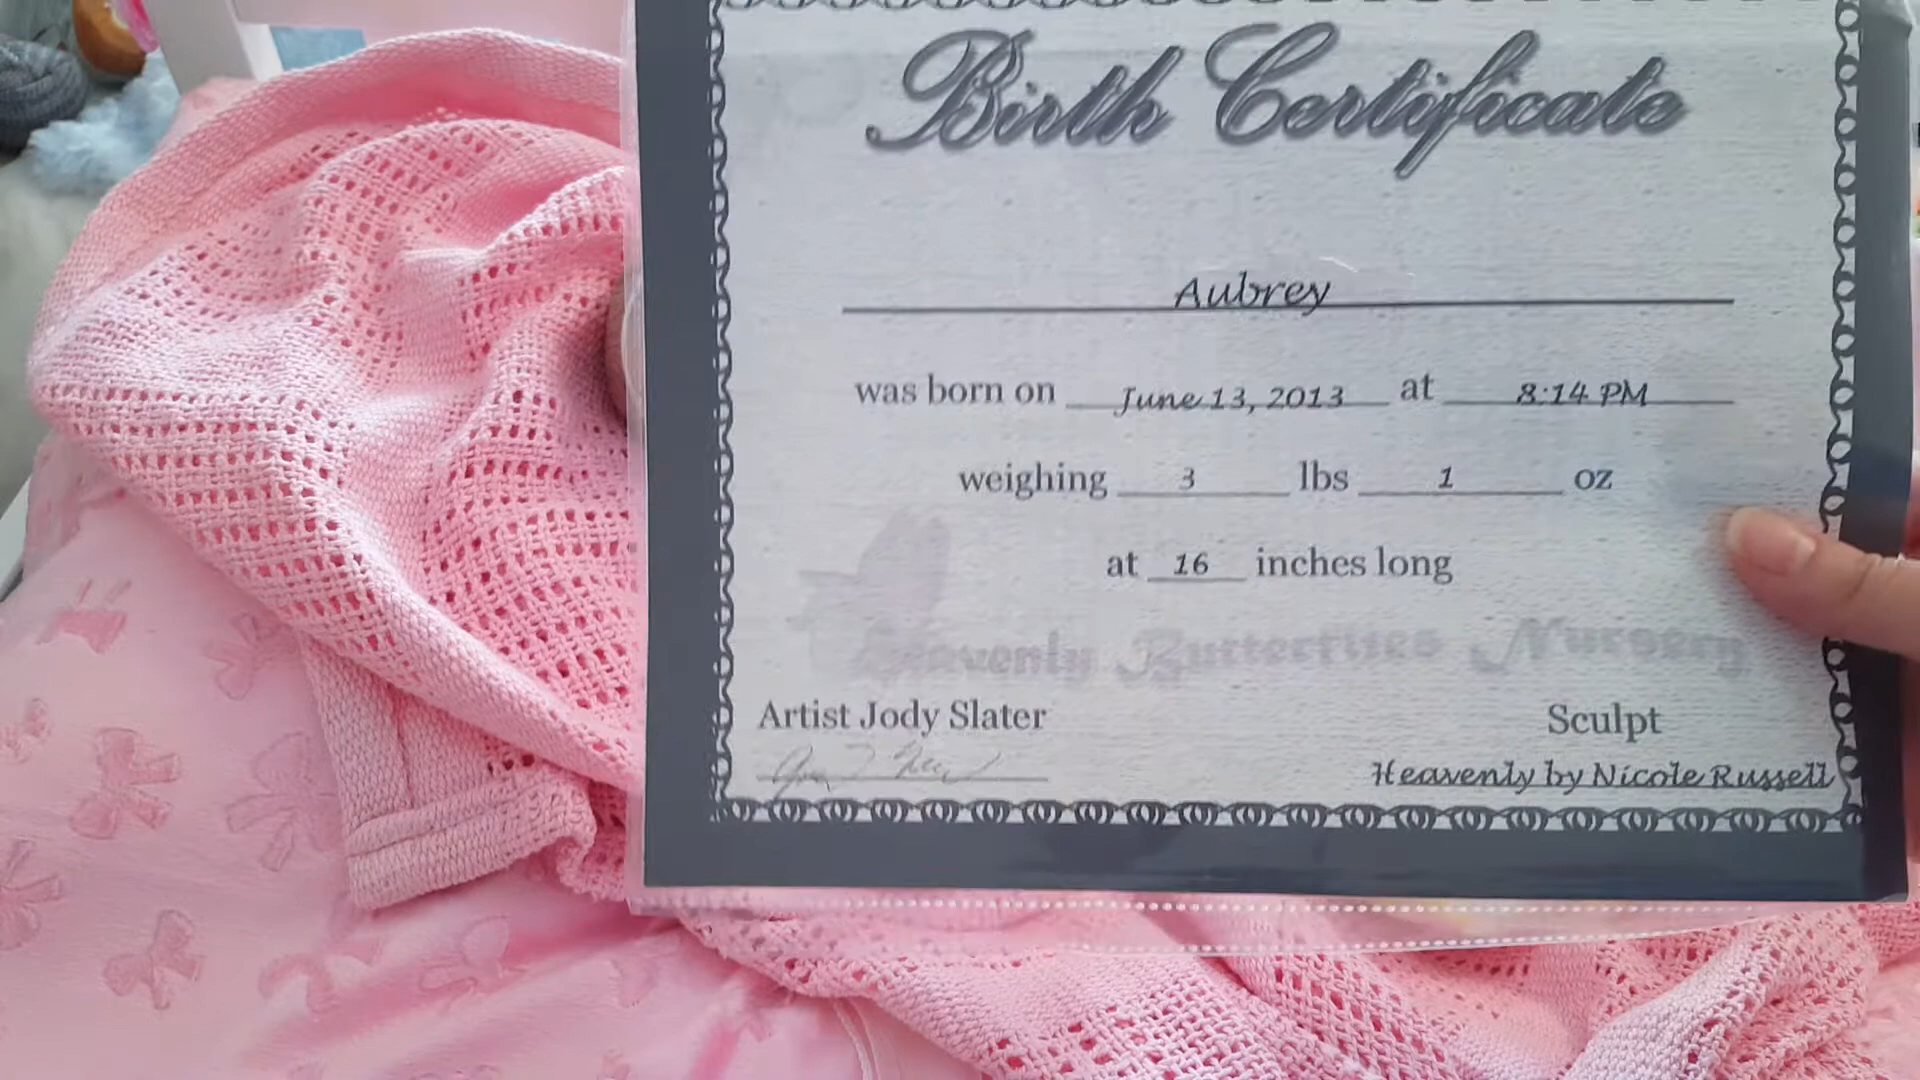 Birth Certificate
Aubrey
was born on June 13, 2013 at 8:14 PM
weighing 3 lbs 1 oz
at 16 inches long
Heavenly Butterflies Nursery
Artist Jody Slater
Sculpt
Heavenly by Nicole Russell